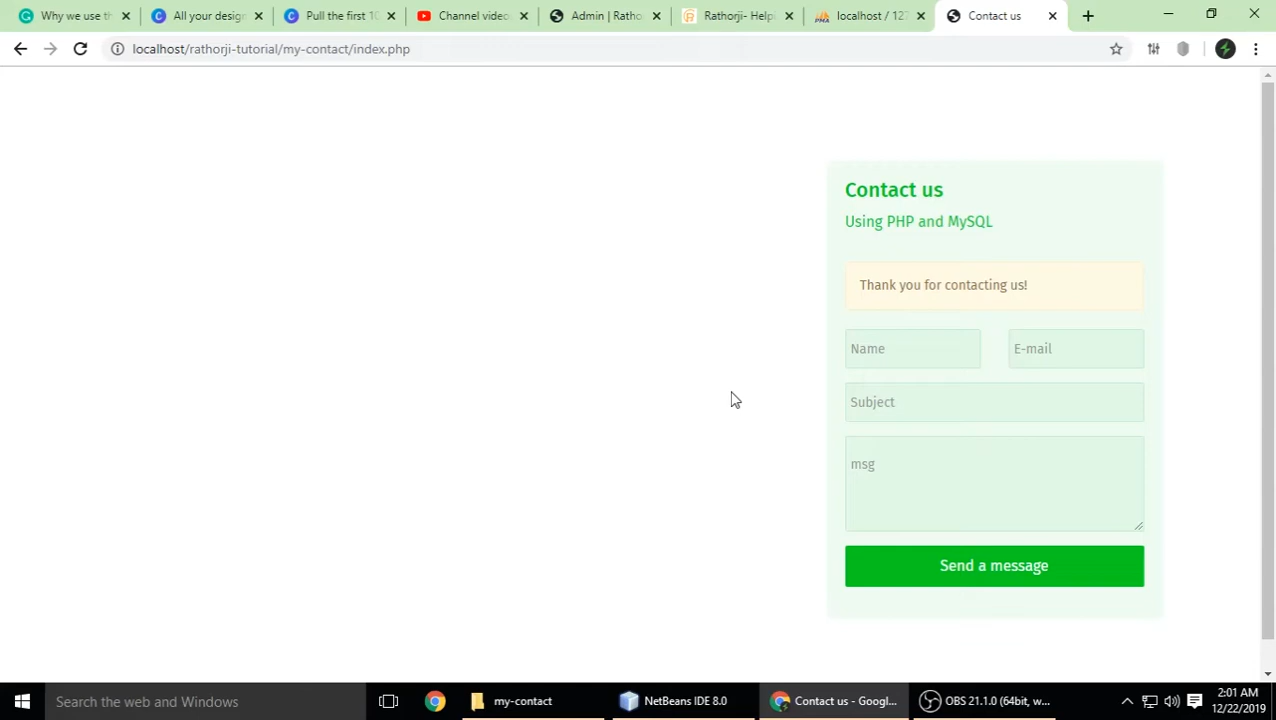 Why we use th
All your design
Pull the first 10
Channel video
Admin | Ratho
Rathorji- Help
localhost / 127
Contact us
localhost/rathorji-tutorial/my-contact/index.php
Contact us
Using PHP and MySQL
Thank you for contacting us!
Name
E-mail
Subject
msg
Send a message
Search the web and Windows
my-contact
NetBeans IDE 8.0
Contact us - Googl...
OBS 21.1.0 (64bit, w...
2:01 AM
12/22/2019